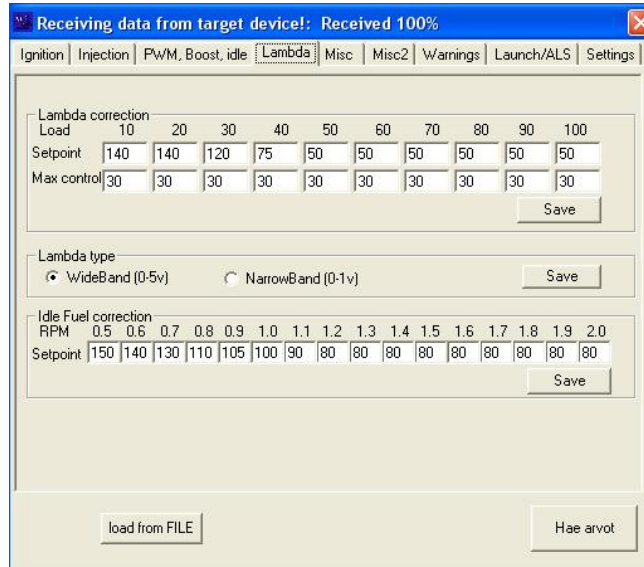 Receiving data from target device!: Received 100%
Ignition Injection PWM, Boost, idle Lambda Misc Misc2 Warnings Launch/ALS Settings
Lambda correction
Load 10 20 30 40 50 60 70 80 90 100
Setpoint 140 140 120 75 50 50 50 50 50 50
Max control 30 30 30 30 30 30 30 30 30 30
Save
Lambda type
WideBand (0-5v) NarrowBand (0-1v) Save
Idle Fuel correction
RPM 0.5 0.6 0.7 0.8 0.9 1.0 1.1 1.2 1.3 1.4 1.5 1.6 1.7 1.8 1.9 2.0
Setpoint 150 140 130 110 105 100 90 80 80 80 80 80 80 80 80 80
Save
load from FILE Hae arvot